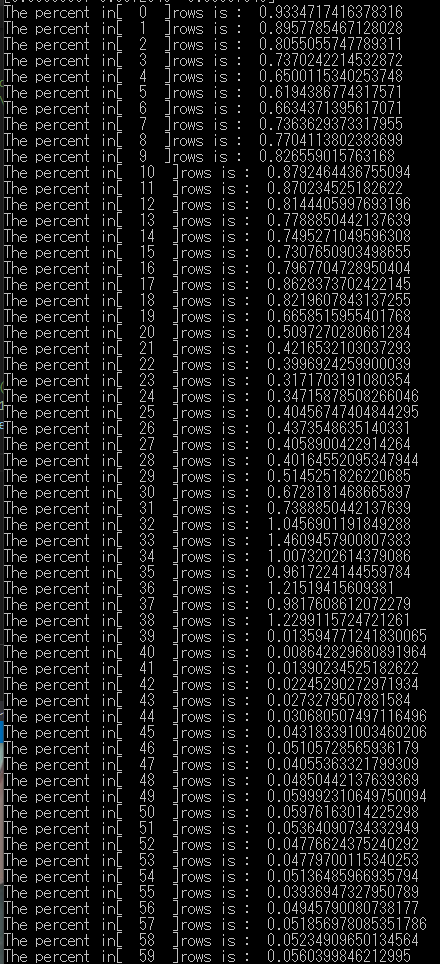 The percent in[ 0 ]rows is : 0.9334717416378316
The percent in[ 1 ]rows is : 0.8957785467128028
The percent in[ 2 ]rows is : 0.8055055747789311
The percent in[ 3 ]rows is : 0.7370242214532872
The percent in[ 4 ]rows is : 0.6500115340253748
The percent in[ 5 ]rows is : 0.6194386774317571
The percent in[ 6 ]rows is : 0.6634371395617071
The percent in[ 7 ]rows is : 0.7363629373317955
The percent in[ 8 ]rows is : 0.7704113802383699
The percent in[ 9 ]rows is : 0.826559015763168
The percent in[ 10 ]rows is : 0.8792464436755094
The percent in[ 11 ]rows is : 0.870234525182622
The percent in[ 12 ]rows is : 0.8144405997693196
The percent in[ 13 ]rows is : 0.7788850442137639
The percent in[ 14 ]rows is : 0.7495271049596308
The percent in[ 15 ]rows is : 0.7307650903498655
The percent in[ 16 ]rows is : 0.7967704728950404
The percent in[ 17 ]rows is : 0.8628373702422145
The percent in[ 18 ]rows is : 0.8219607843137255
The percent in[ 19 ]rows is : 0.6658515955401768
The percent in[ 20 ]rows is : 0.5097270280661284
The percent in[ 21 ]rows is : 0.4216532103037293
The percent in[ 22 ]rows is : 0.3996924259900039
The percent in[ 23 ]rows is : 0.3171703191080354
The percent in[ 24 ]rows is : 0.34715878508266046
The percent in[ 25 ]rows is : 0.40456747404844295
The percent in[ 26 ]rows is : 0.4373548635140331
The percent in[ 27 ]rows is : 0.4058900422914264
The percent in[ 28 ]rows is : 0.40164552095347944
The percent in[ 29 ]rows is : 0.5145251826220685
The percent in[ 30 ]rows is : 0.6728181468665897
The percent in[ 31 ]rows is : 0.7388850442137639
The percent in[ 32 ]rows is : 1.0456901191849288
The percent in[ 33 ]rows is : 1.4609457900807383
The percent in[ 34 ]rows is : 1.0073202614379086
The percent in[ 35 ]rows is : 0.9617224144559784
The percent in[ 36 ]rows is : 1.21519415609381
The percent in[ 37 ]rows is : 0.9817608612072279
The percent in[ 38 ]rows is : 1.2299115724721261
The percent in[ 39 ]rows is : 0.013594771241830065
The percent in[ 40 ]rows is : 0.008642829680891964
The percent in[ 41 ]rows is : 0.01390234525182622
The percent in[ 42 ]rows is : 0.02245290272971934
The percent in[ 43 ]rows is : 0.0273279507881584
The percent in[ 44 ]rows is : 0.030680507497116496
The percent in[ 45 ]rows is : 0.043183391003460206
The percent in[ 46 ]rows is : 0.05105728565936179
The percent in[ 47 ]rows is : 0.04055363321799309
The percent in[ 48 ]rows is : 0.04850442137639369
The percent in[ 49 ]rows is : 0.059992310649750094
The percent in[ 50 ]rows is : 0.05976163014225298
The percent in[ 51 ]rows is : 0.05364090734332949
The percent in[ 52 ]rows is : 0.04776624375240292
The percent in[ 53 ]rows is : 0.04779700115340253
The percent in[ 54 ]rows is : 0.05136485966935794
The percent in[ 55 ]rows is : 0.03936947327950789
The percent in[ 56 ]rows is : 0.04945790080738177
The percent in[ 57 ]rows is : 0.051856978085351786
The percent in[ 58 ]rows is : 0.05234909650134564
The percent in[ 59 ]rows is : 0.0560399846212995